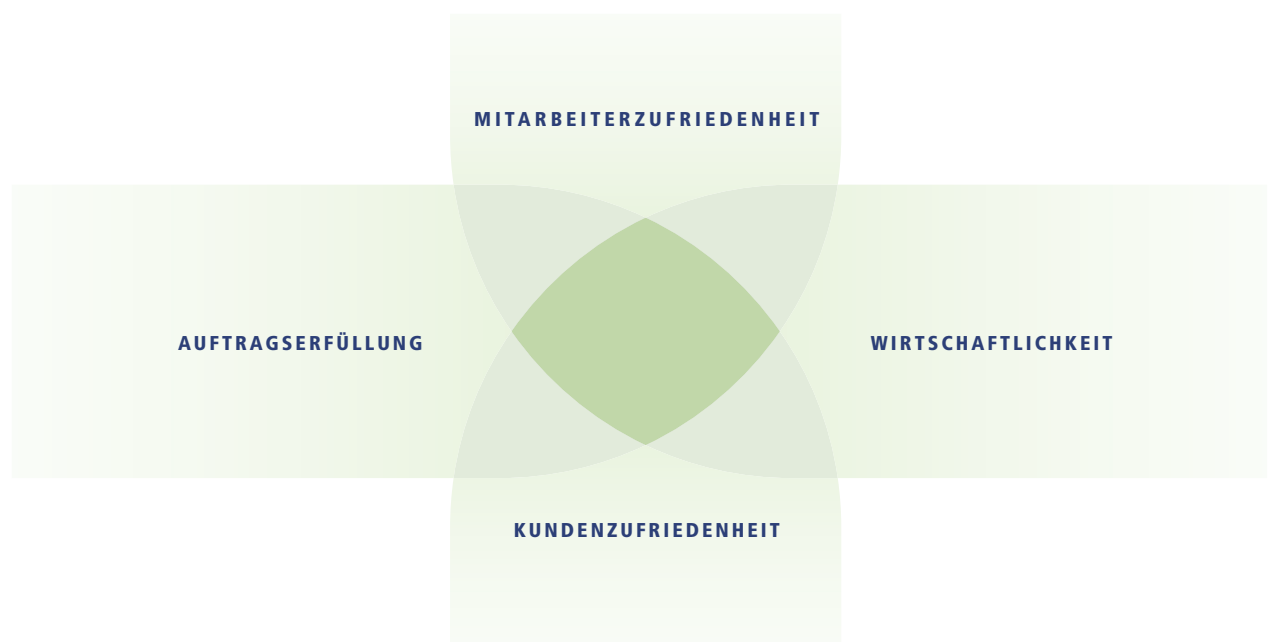 MITARBEITERZUFRIEDENHEIT
AUFTRAGSERFÜLLUNG
WIRTSCHAFTLICHKEIT
KUNDENZUFRIEDENHEIT